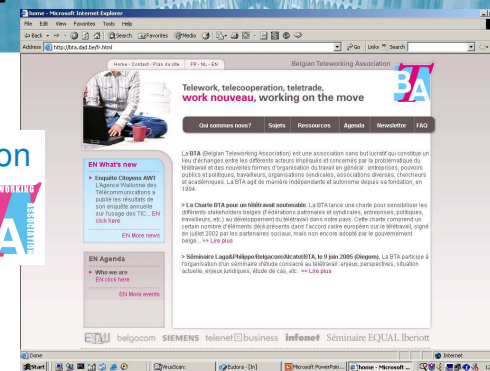 home - Microsoft Internet Explorer
File Edit View Favorites Tools Help
Back Search Favorites Media
Address http://bta.dad.be/fr.html Go Links Search
Home - Contact - Plan du site FR - NL - EN Belgian Teleworking Association
Telework, telecooperation, teletrade,
work nouveau, working on the move
BTA
Qui sommes nous? Sujets Ressources Agenda Newsletter FAQ
on
WORKING
A
ASSOCIATION
EN What's new
Enquête Citoyens AWT
L'Agence Wallonne des
Télécommunications a
publié les résultats de
son enquête annuelle
sur l'usage des TIC... EN
click here
EN More news
EN Agenda
Who we are
EN click here
EN More events
La BTA (Belgian Teleworking Association) est une association sans but lucratif qui constitue un
lieu d'échanges entre les différents acteurs impliqués et concernés par la problématique du
télétravail et des nouvelles formes d'organisation du travail en général : entreprises, pouvoirs
publics et politiques, travailleurs, organisations syndicales, associations diverses, chercheurs
et académiques. La BTA agit de manière indépendante et autonome depuis sa fondation, en
1994.
> La Charte BTA pour un télétravail soutenable. La BTA lance une charte pour sensibiliser les
différents stakeholders belges (Fédérations patronales et syndicales, entreprises, politiques,
travailleurs, etc.) au développement du télétravail dans notre pays. Cette charte comprend un
certain nombre d'éléments déjà présents dans l'accord cadre européen sur le télétravail, signé
en juillet 2002 par les partenaires sociaux, mais non encore adopté par le gouvernement
belge... >> Lire plus
> Séminaire Laga&Philippe/Belgacom/Alcatel/BTA, le 9 juin 2005 (Diegem). La BTA participe à
l'organisation d'un séminaire d'étude consacré au télétravail: enjeux, perspectives, situation
actuelle, enjeux juridiques, étude de cas, etc. >> Lire plus
belgacom SIEMENS telenet business infonet Séminaire EQUAL Iberiott
Done Internet
Start VirusScan: Eudora - [In] Microsoft PowerPoin... home - Microsoft ...